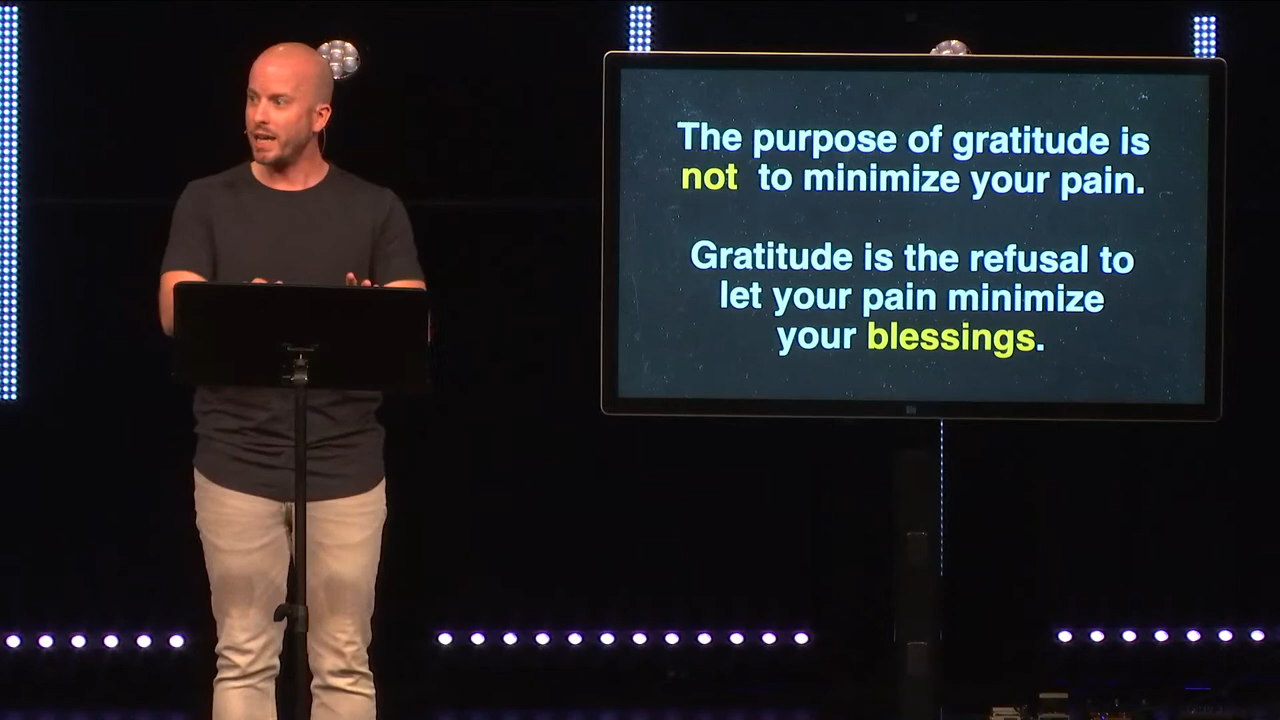 The purpose of gratitude is
not to minimize your pain.
Gratitude is the refusal to
let your pain minimize
your blessings.